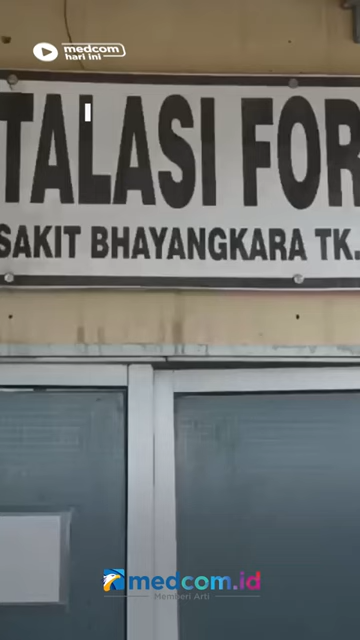 medcom
hari ini
TALASI FOR
SAKIT BHAYANGKARA TK.
medcom.id
Memberi Arti